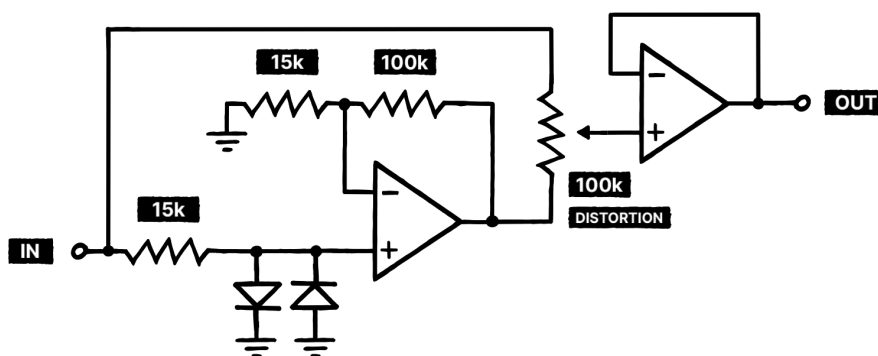 15k
100k
−
+
OUT
100k
DISTORTION
15k
−
+
IN